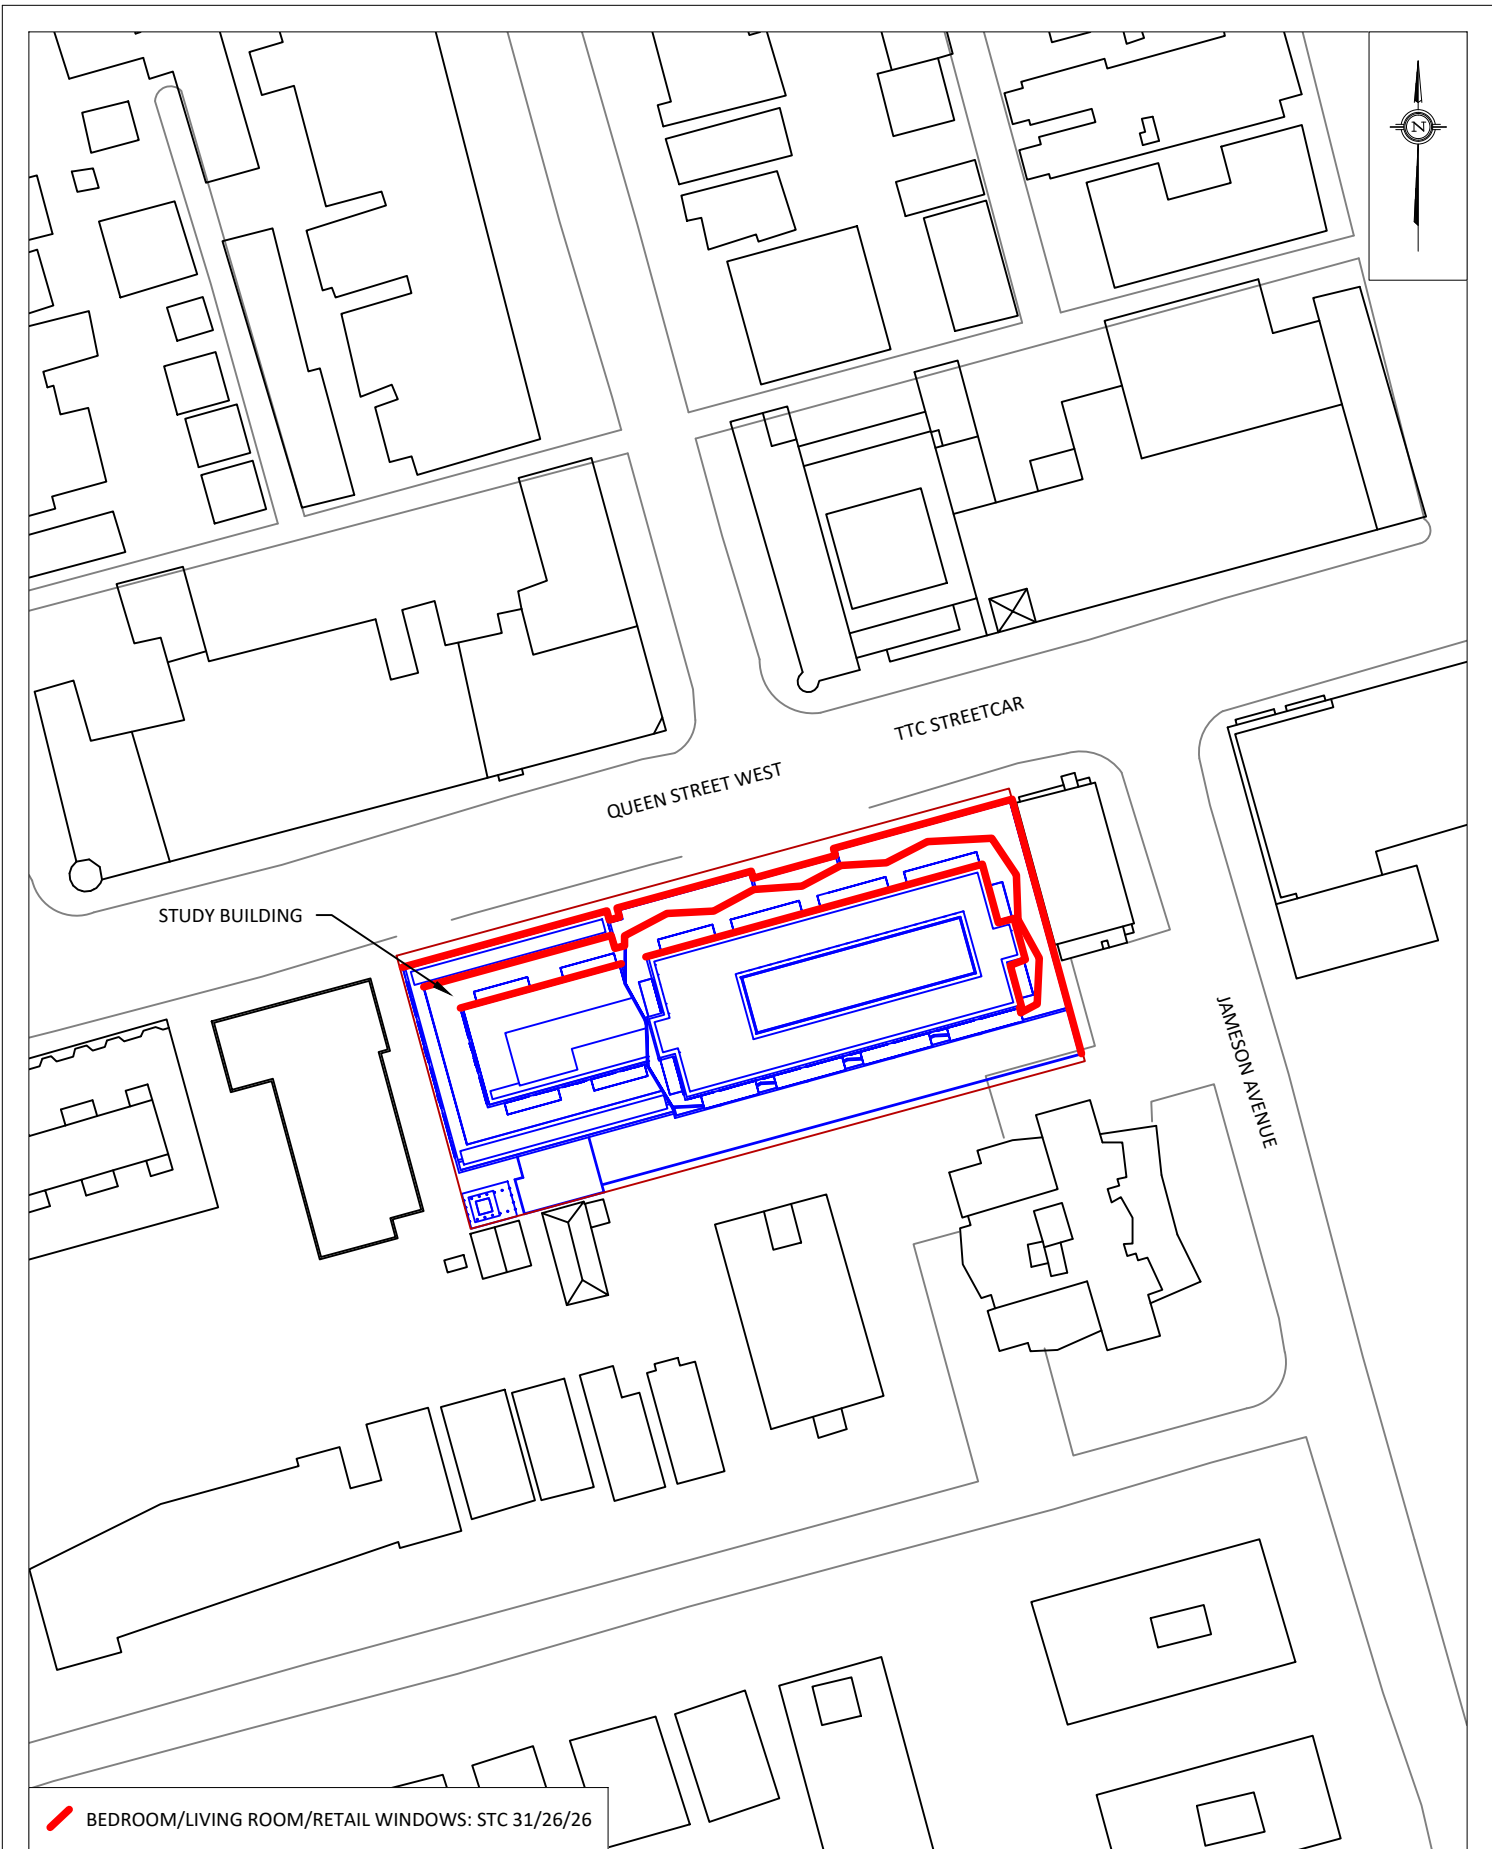 N
TTC STREETCAR
QUEEN STREET WEST
STUDY BUILDING
JAMESON AVENUE
BEDROOM/LIVING ROOM/RETAIL WINDOWS: STC 31/26/26